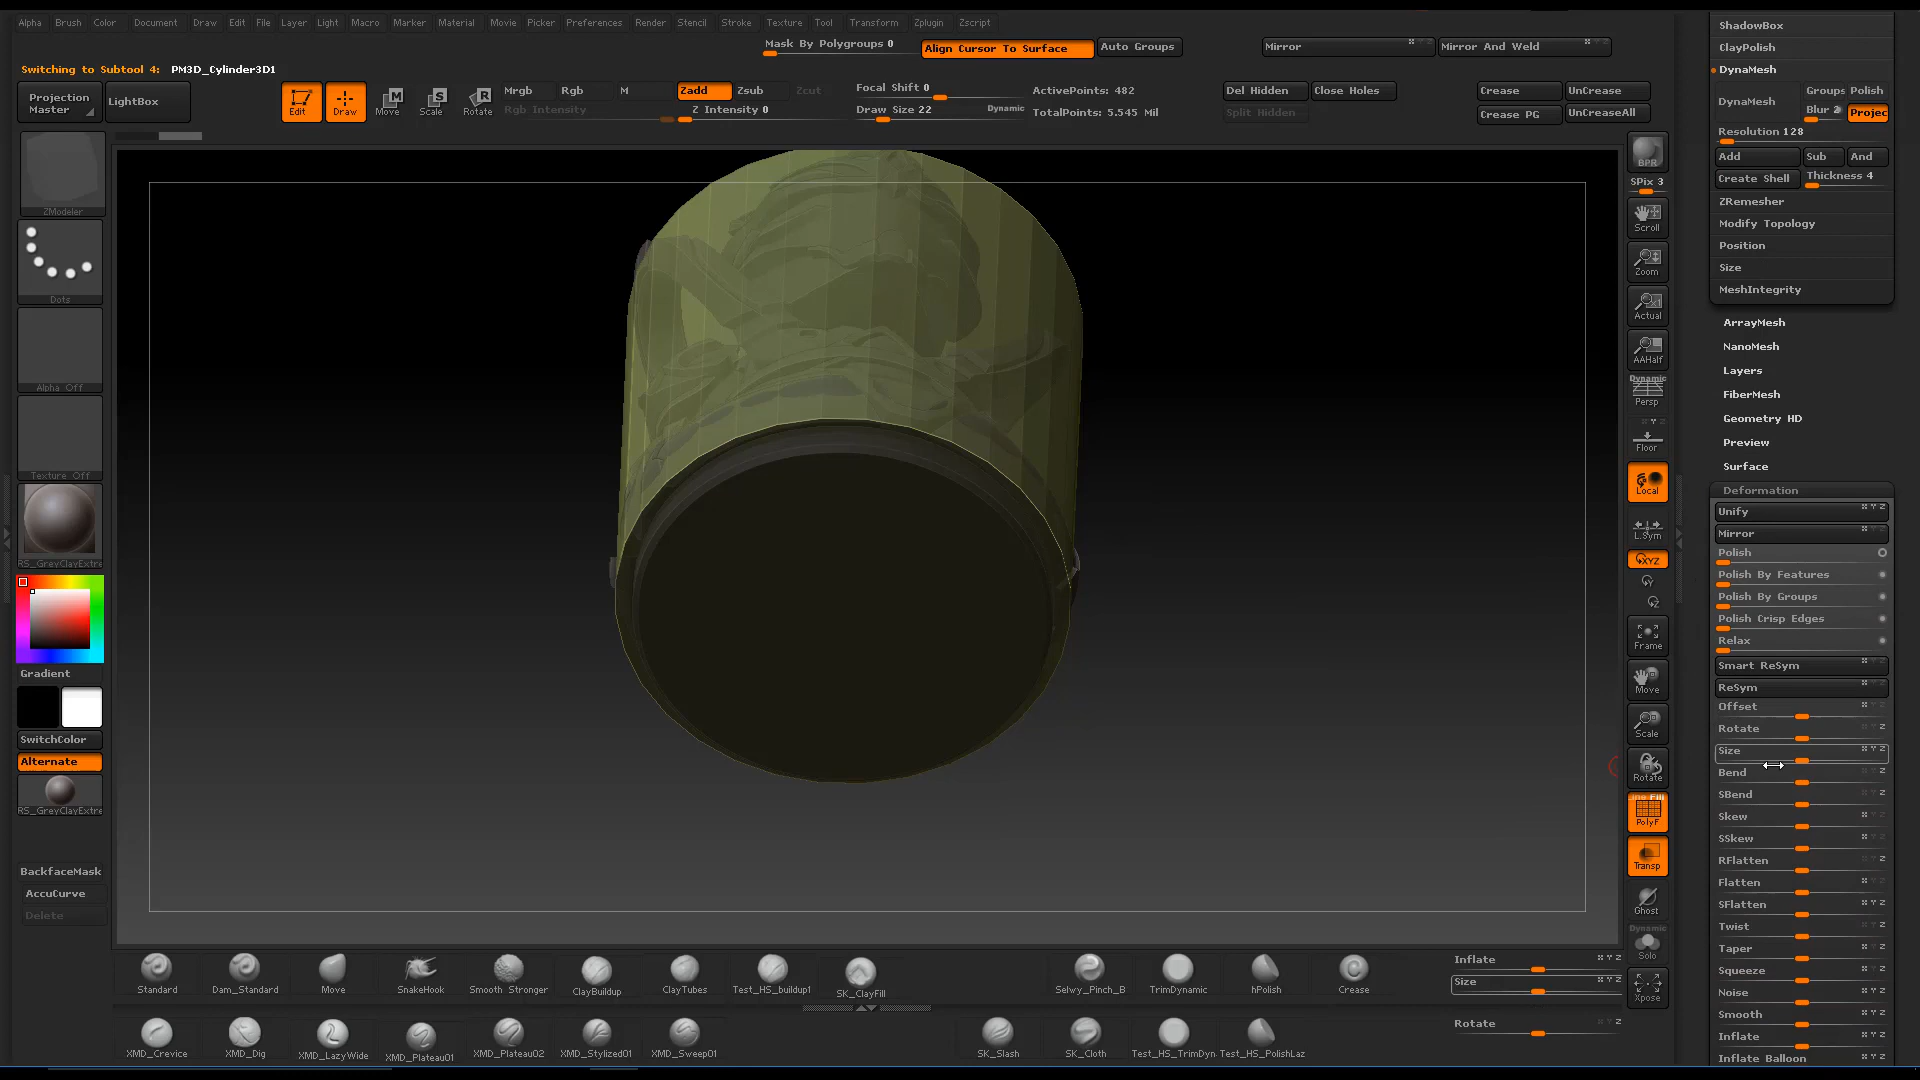 Alpha Brush Color Document Draw Edit File Layer Light Macro Marker Material Movie Picker Preferences Render Stencil Stroke Texture Tool Transform Zplugin Zscript
Mask By Polygroups 0 Align Cursor To Surface Auto Groups Mirror Mirror And Weld
Switching to Subtool 4: PM3D_Cylinder3D1
Projection Master LightBox
Edit Draw Move Scale Rotate
Mrgb Rgb M Zadd Zsub Zcut
Rgb Intensity Z Intensity 0
Focal Shift 0
Draw Size 22 Dynamic
ActivePoints: 482
TotalPoints: 5.545 Mil
Del Hidden Close Holes
Split Hidden
Crease UnCrease
Crease PG UnCreaseAll
ZModeler
Dots
Alpha Off
Texture Off
RS_GreyClayExtre
Gradient
SwitchColor
Alternate
RS_GreyClayExtre
BackfaceMask
AccuCurve
Delete
BPR
SPix 3
Scroll
Zoom
Actual
AAHalf
Dynamic
Persp
Floor
Local
L.Sym
XYZ
Frame
Move
Scale
Rotate
Line Fill
PolyF
Transp
Ghost
Dynamic
Solo
Xpose
ShadowBox
ClayPolish
DynaMesh
DynaMesh Groups Polish
Blur 2 Projec
Resolution 128
Add Sub And
Create Shell Thickness 4
ZRemesher
Modify Topology
Position
Size
MeshIntegrity
ArrayMesh
NanoMesh
Layers
FiberMesh
Geometry HD
Preview
Surface
Deformation
Unify
Mirror
Polish
Polish By Features
Polish By Groups
Polish Crisp Edges
Relax
Smart ReSym
ReSym
Offset
Rotate
Size
Bend
SBend
Skew
SSkew
RFlatten
Flatten
SFlatten
Twist
Taper
Squeeze
Noise
Smooth
Inflate
Inflate Balloon
Standard Dam_Standard Move SnakeHook Smooth Stronger ClayBuildup ClayTubes Test_HS_buildup1 SK_ClayFill Selwy_Pinch_B TrimDynamic hPolish Crease
Inflate
Size
Rotate
XMD_Crevice XMD_Dig XMD_LazyWide XMD_Plateau01 XMD_Plateau02 XMD_Stylized01 XMD_Sweep01 SK_Slash SK_Cloth Test_HS_TrimDyn Test_HS_PolishLaz